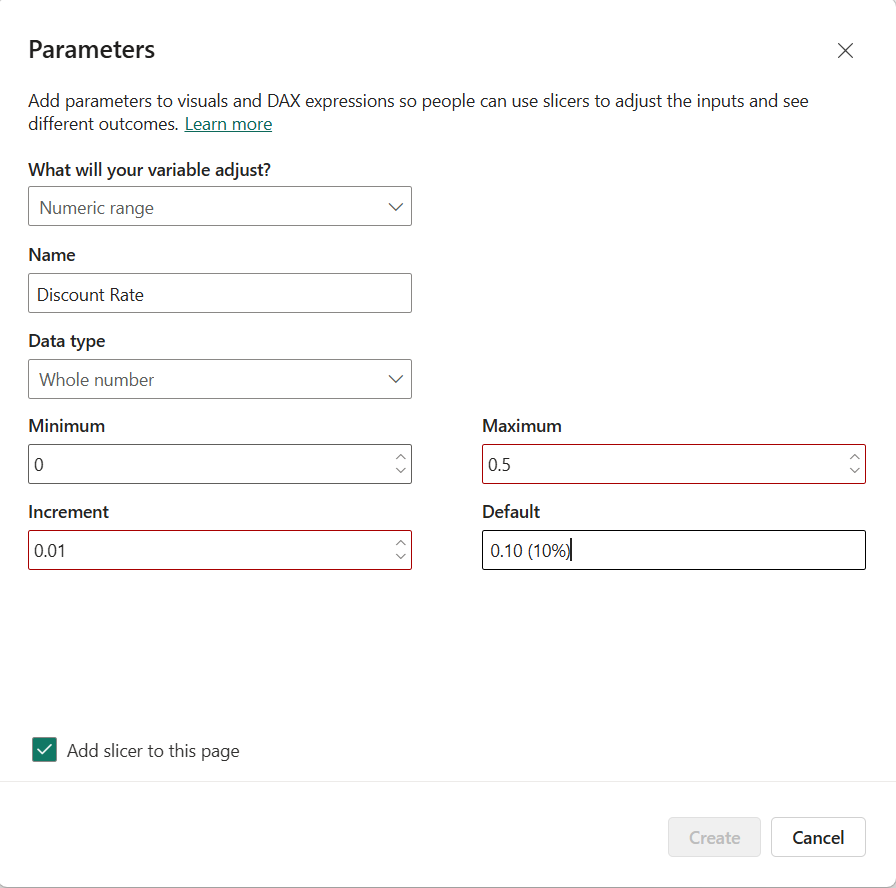 Parameters
Add parameters to visuals and DAX expressions so people can use slicers to adjust the inputs and see
different outcomes. Learn more
What will your variable adjust?
Numeric range
Name
Discount Rate
Data type
Whole number
Minimum
Maximum
0
0.5
Increment
Default
0.01
0.10 (10%)
Add slicer to this page
Create
Cancel